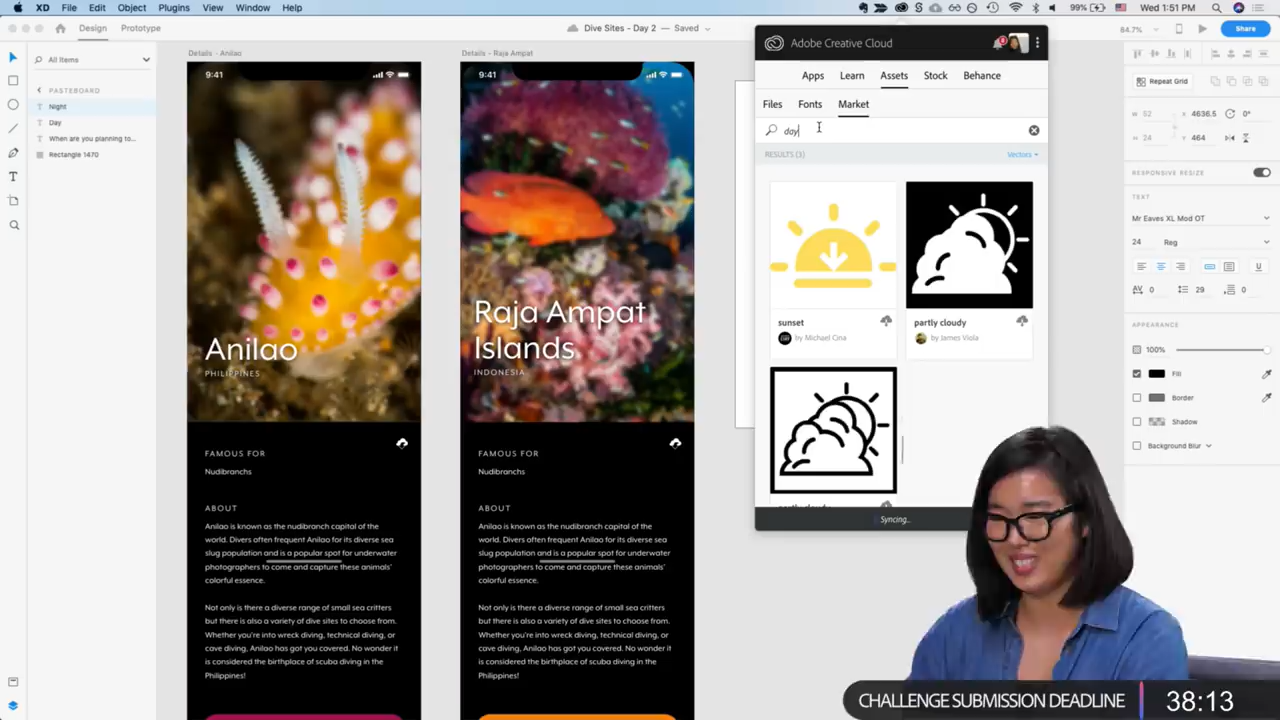 XD File Edit Object Plugins View Window Help
99% Wed 1:51 PM
Design Prototype
Dive Sites - Day 2 — Saved
84.7%
Share
All Items
PASTEBOARD
Night
Day
When are you planning to...
Rectangle 1470
Details - Anilao
9:41
Anilao
PHILIPPINES
FAMOUS FOR
Nudibranchs
ABOUT
Anilao is known as the nudibranch capital of the
world. Divers often frequent Anilao for its diverse sea
slug population and is a popular spot for underwater
photographers to come and capture these animals'
colorful essence.
Not only is there a diverse range of small sea critters
but there is also a variety of dive sites to choose from.
Whether you're into wreck diving, technical diving, or
cave diving, Anilao has got you covered. No wonder it
is considered the birthplace of scuba diving in the
Philippines!
Details - Raja Ampat
9:41
Raja Ampat
Islands
INDONESIA
FAMOUS FOR
Nudibranchs
ABOUT
Anilao is known as the nudibranch capital of the
world. Divers often frequent Anilao for its diverse sea
slug population and is a popular spot for underwater
photographers to come and capture these animals'
colorful essence.
Not only is there a diverse range of small sea critters
but there is also a variety of dive sites to choose from.
Whether you're into wreck diving, technical diving, or
cave diving, Anilao has got you covered. No wonder it
is considered the birthplace of scuba diving in the
Philippines!
Adobe Creative Cloud
Apps Learn Assets Stock Behance
Files Fonts Market
day
RESULTS (3) Vectors
sunset
by Michael Cina
partly cloudy
by James Viola
partly cloudy
Syncing...
Repeat Grid
W 52 X 4636.5 0°
H 24 Y 464
RESPONSIVE RESIZE
TEXT
Mr Eaves XL Mod OT
24 Reg
0 29 0
APPEARANCE
100%
Fill
Border
Shadow
Background Blur
CHALLENGE SUBMISSION DEADLINE 38:13